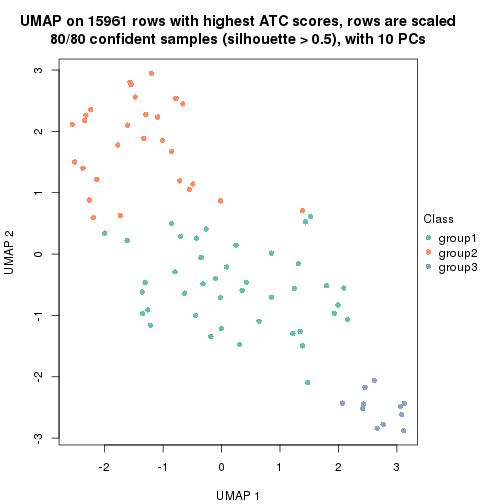 UMAP on 15961 rows with highest ATC scores, rows are scaled
80/80 confident samples (silhouette > 0.5), with 10 PCs
3
2
1
0
-1
-2
-3
UMAP 2
-2
-1
0
1
2
3
UMAP 1
Class
group1
group2
group3